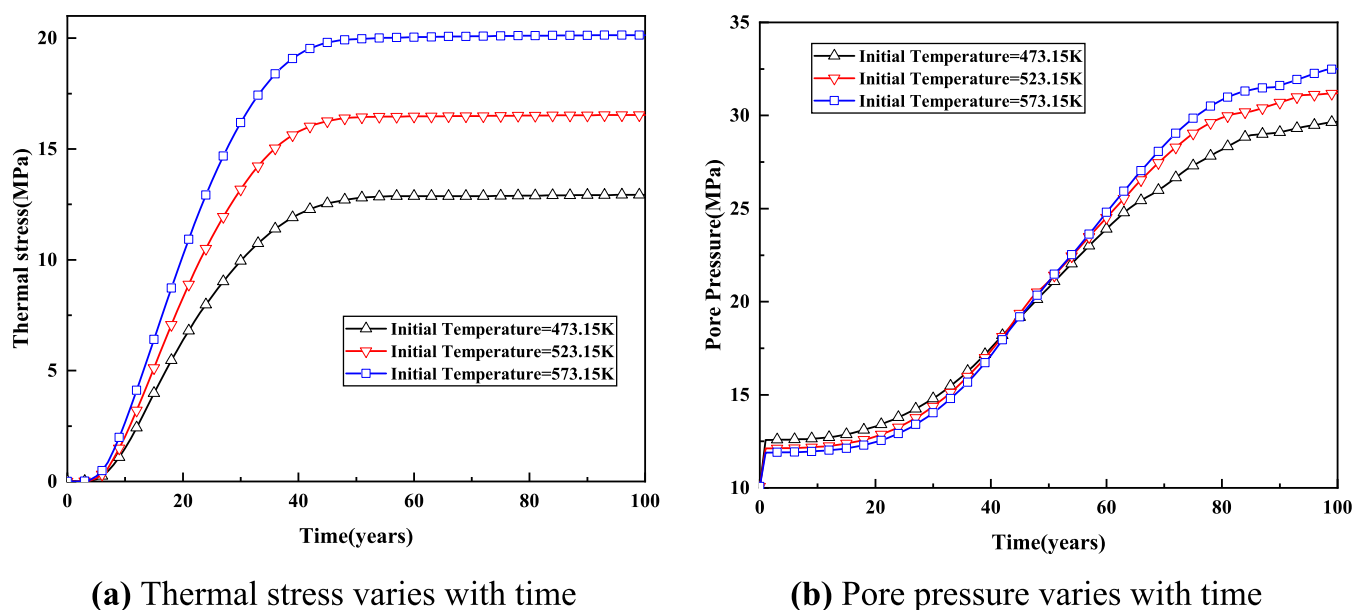 20
15
10
5
0
Thermal stress(MPa)
Initial Temperature=473.15K
Initial Temperature=523.15K
Initial Temperature=573.15K
0 20 40 60 80 100
Time(years)
(a) Thermal stress varies with time
35
30
25
20
15
10
Pore Pressure(MPa)
Initial Temperature=473.15K
Initial Temperature=523.15K
Initial Temperature=573.15K
0 20 40 60 80 100
Time(years)
(b) Pore pressure varies with time